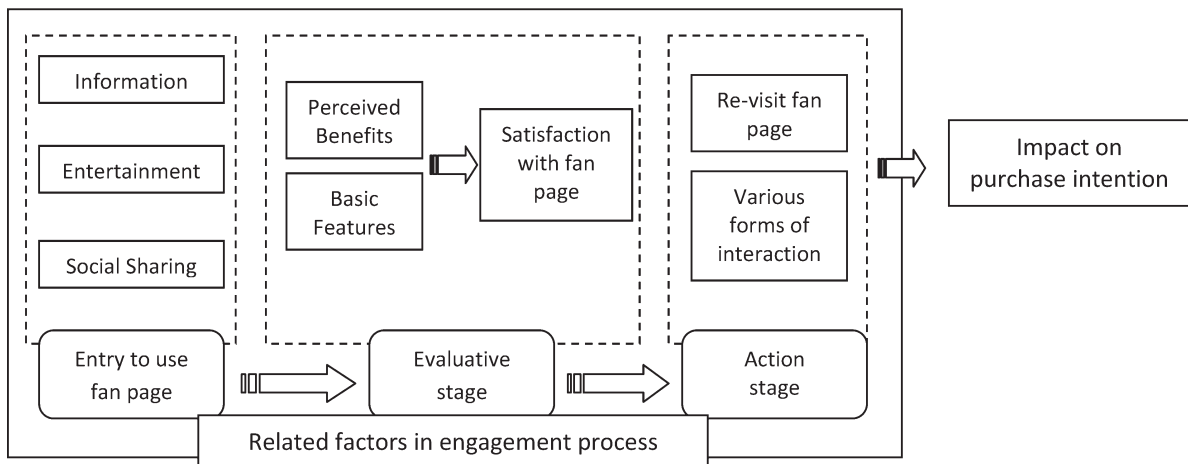 Information
Entertainment
Social Sharing
Entry to use
fan page
Perceived
Benefits
Basic
Features
Satisfaction
with fan
page
Evaluative
stage
Re-visit fan
page
Various
forms of
interaction
Action
stage
Impact on
purchase intention
Related factors in engagement process